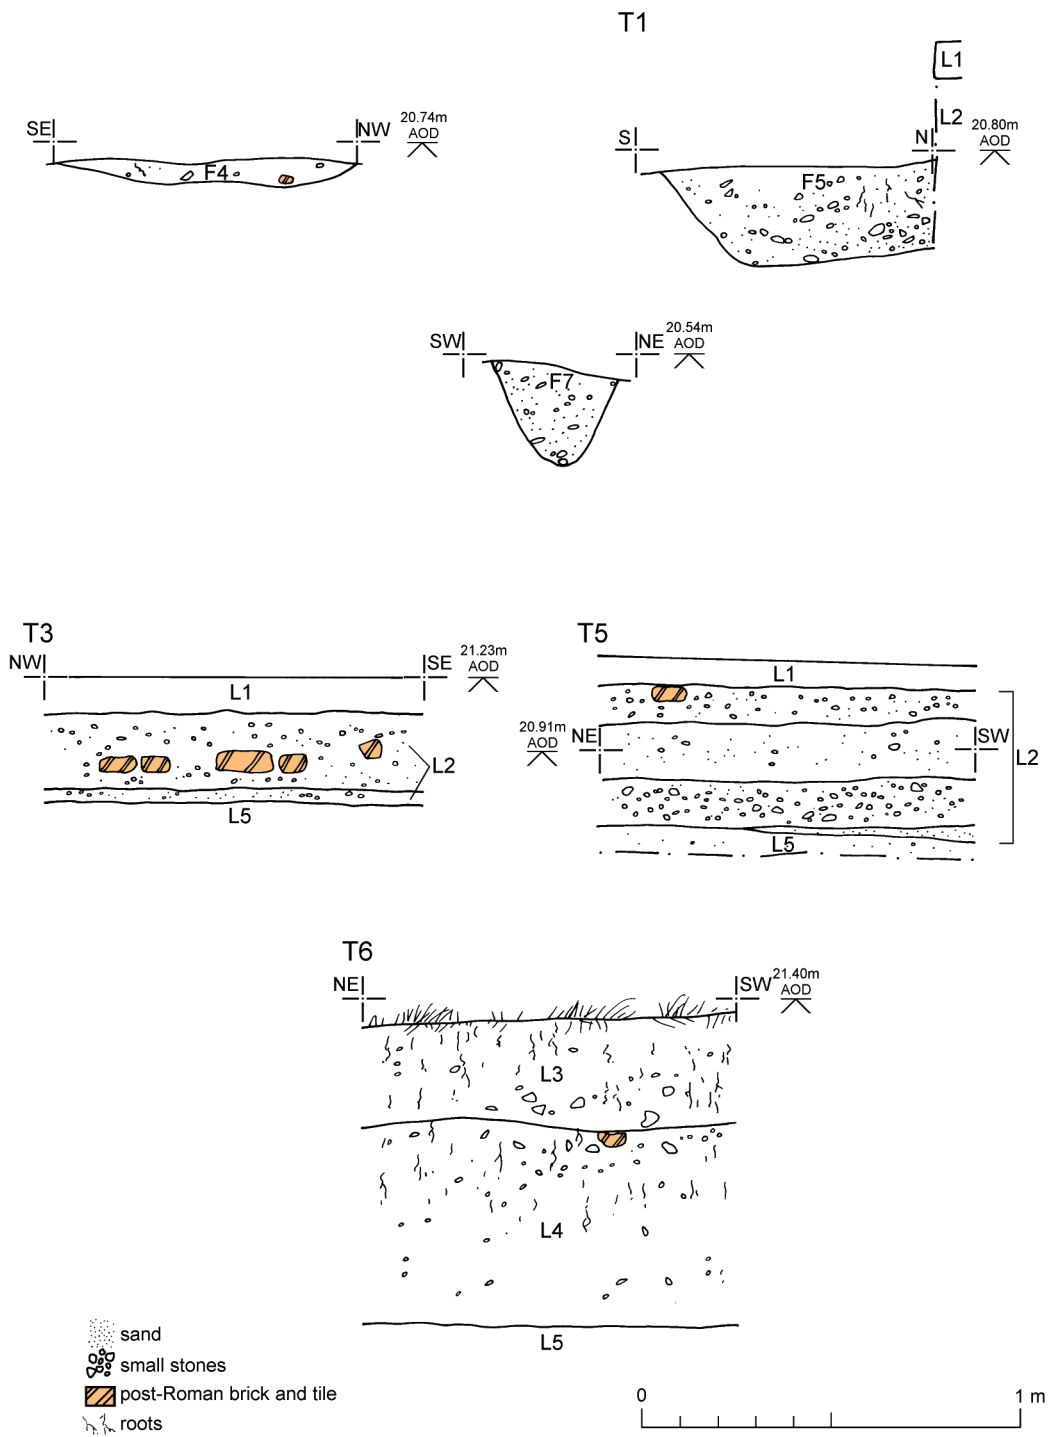 T1
L1
L2
SE
NW
20.74m
AOD
F4
S
N
20.80m
AOD
F5
SW
NE
20.54m
AOD
F7
T3
NW
SE
21.23m
AOD
L1
L2
L5
T5
L1
20.91m
AOD
NE
SW
L2
L5
T6
NE
SW
21.40m
AOD
L3
L4
L5
sand
small stones
post-Roman brick and tile
roots
0
1 m